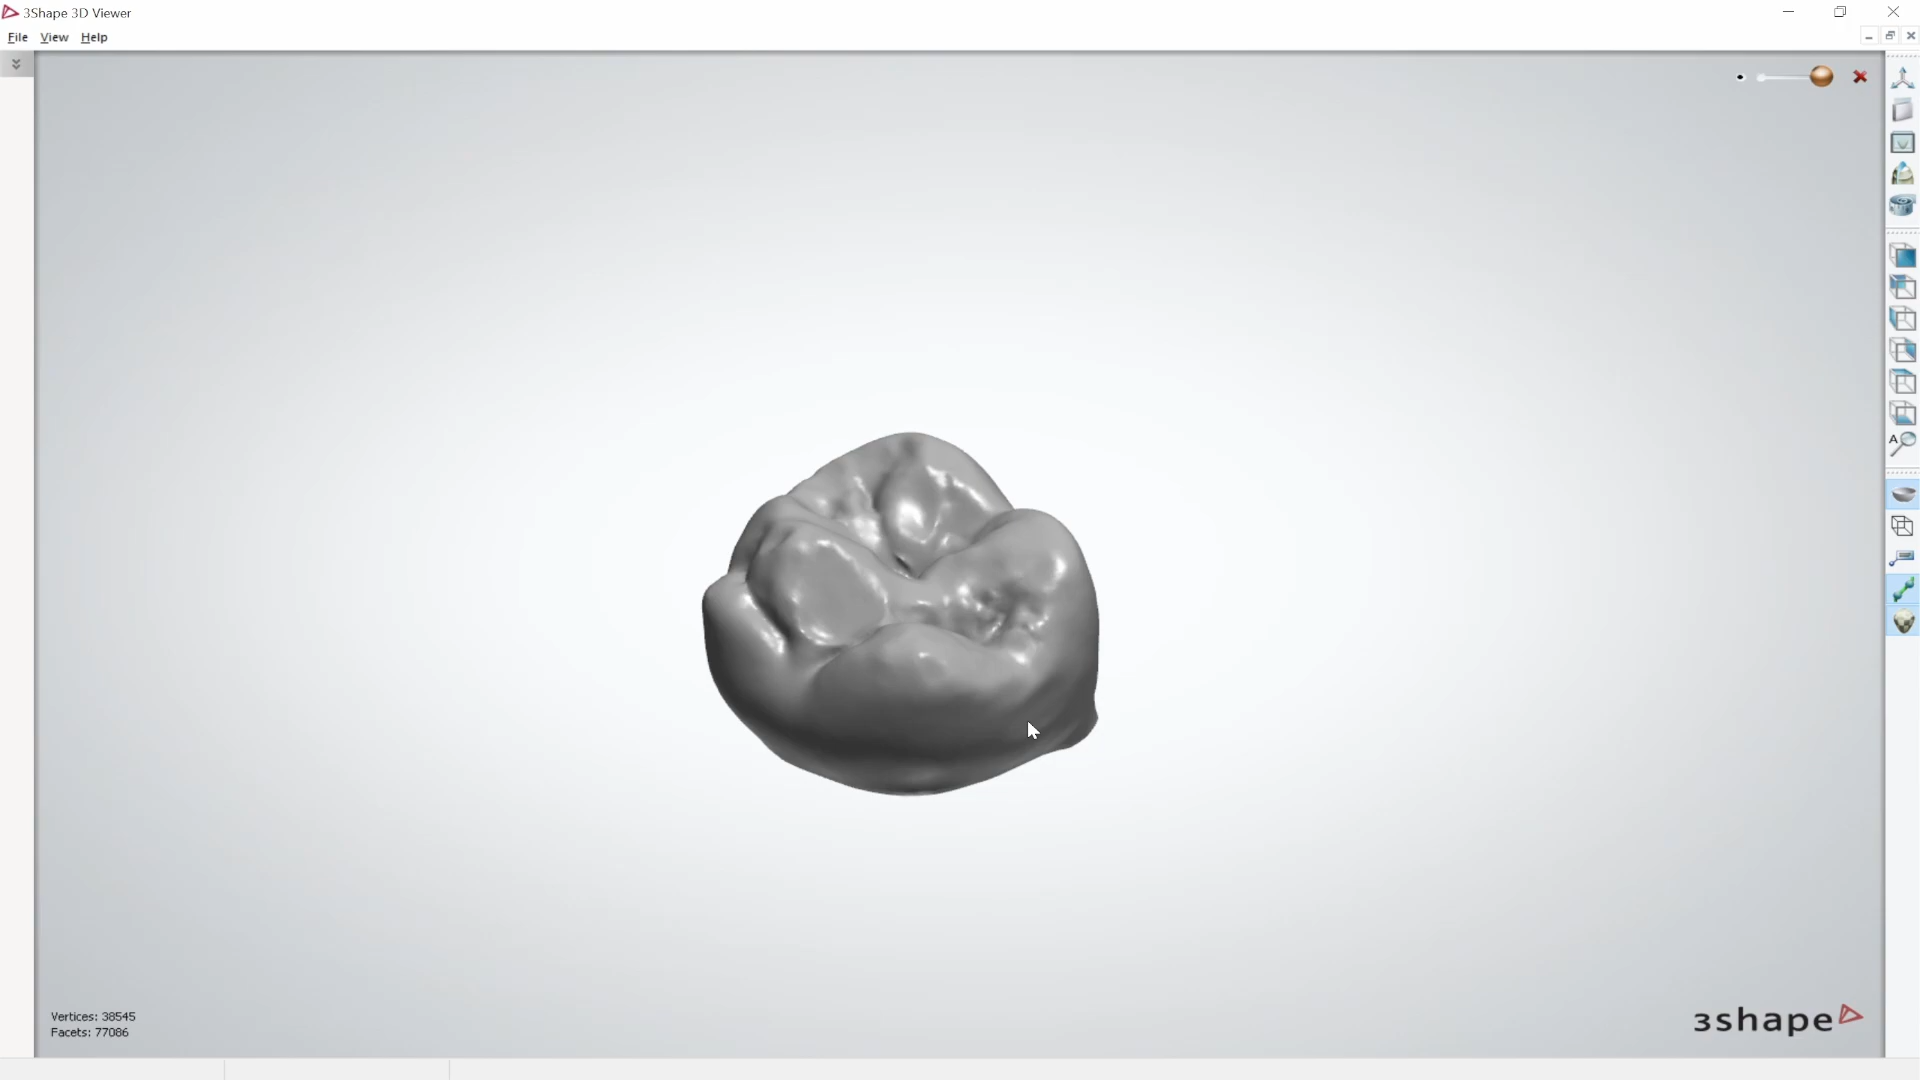 3Shape 3D Viewer
File View Help
A
Vertices: 38545
Facets: 77086
3shape